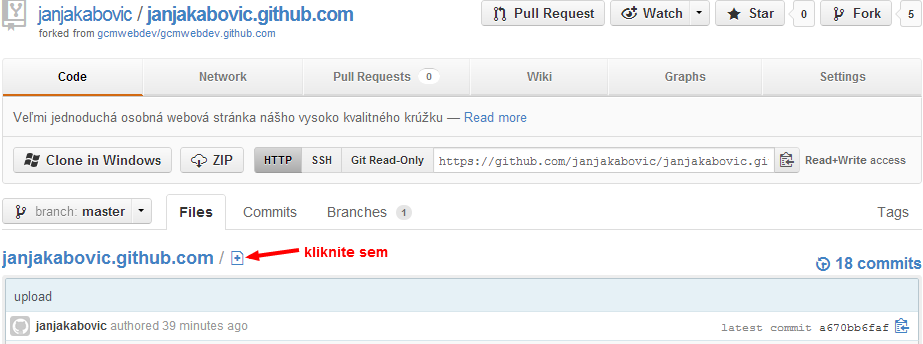 janjakabovic / janjakabovic.github.com
Pull Request Watch Star 0 Fork 5
forked from gcmwebdev/gcmwebdev.github.com
Code Network Pull Requests 0 Wiki Graphs Settings
Veľmi jednoduchá osobná webová stránka nášho vysoko kvalitného krúžku — Read more
Clone in Windows ZIP HTTP SSH Git Read-Only https://github.com/janjakabovic/janjakabovic.gi Read+Write access
branch: master Files Commits Branches 1 Tags
janjakabovic.github.com / kliknite sem
18 commits
upload
janjakabovic authored 39 minutes ago latest commit a670bb6faf